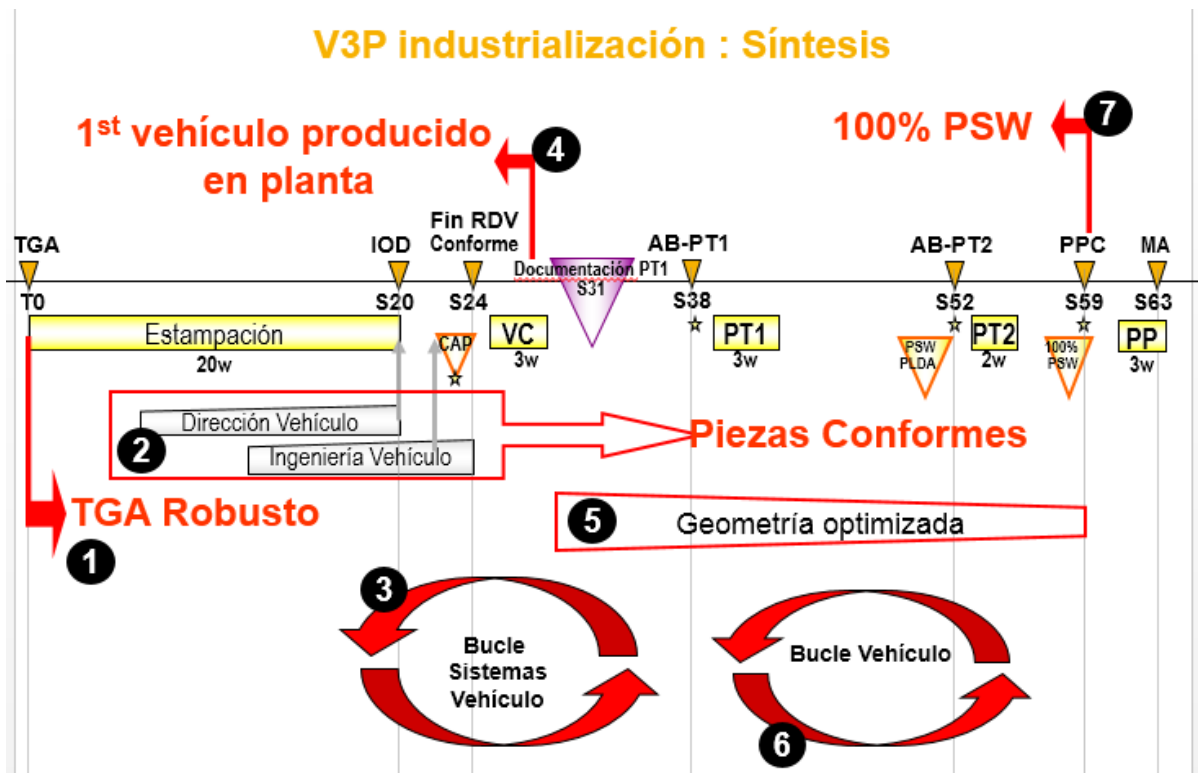 V3P industrialización : Síntesis
1st vehículo producido
en planta
4
100% PSW
7
TGA
IOD
Fin RDV
Conforme
Documentación PT1
AB-PT1
AB-PT2
PPC
MA
T0
S20
S24
S31
S38
S52
S59
S63
Estampación
20w
CAP
VC
3w
PT1
3w
PSW
PLDA
PT2
2w
100%
PSW
PP
3w
2
Dirección Vehículo
Ingeniería Vehículo
Piezas Conformes
TGA Robusto
1
5
Geometría optimizada
3
Bucle
Sistemas
Vehículo
Bucle Vehículo
6